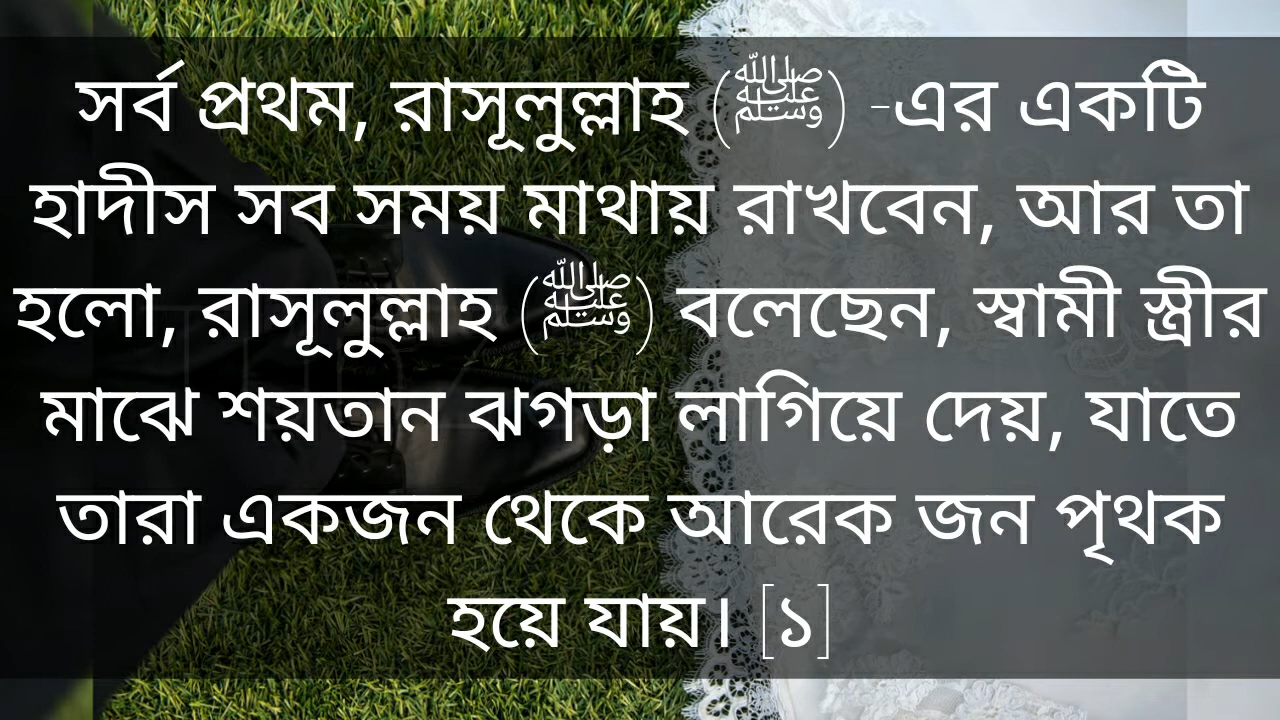 সর্ব প্রথম, রাসূলুল্লাহ (ﷺ) -এর একটি
হাদীস সব সময় মাথায় রাখবেন, আর তা
হলো, রাসূলুল্লাহ (ﷺ) বলেছেন, স্বামী স্ত্রীর
মাঝে শয়তান ঝগড়া লাগিয়ে দেয়, যাতে
তারা একজন থেকে আরেক জন পৃথক
হয়ে যায়। [১]